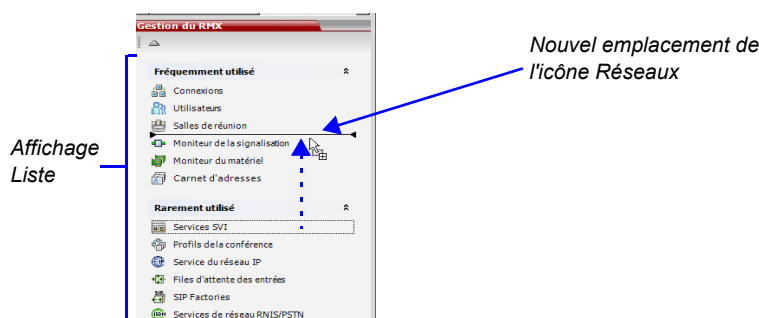 Gestion du RMX
Nouvel emplacement de
l'icône Réseaux
Fréquemment utilisé
Connexions
Utilisateurs
Salles de réunion
Moniteur de la signalisation
Moniteur du matériel
Carnet d'adresses
Affichage
Liste
Rarement utilisé
Services SVI
Profils de la conférence
Service du réseau IP
Files d'attente des entrées
SIP Factories
Services de réseau RNIS/PSTN